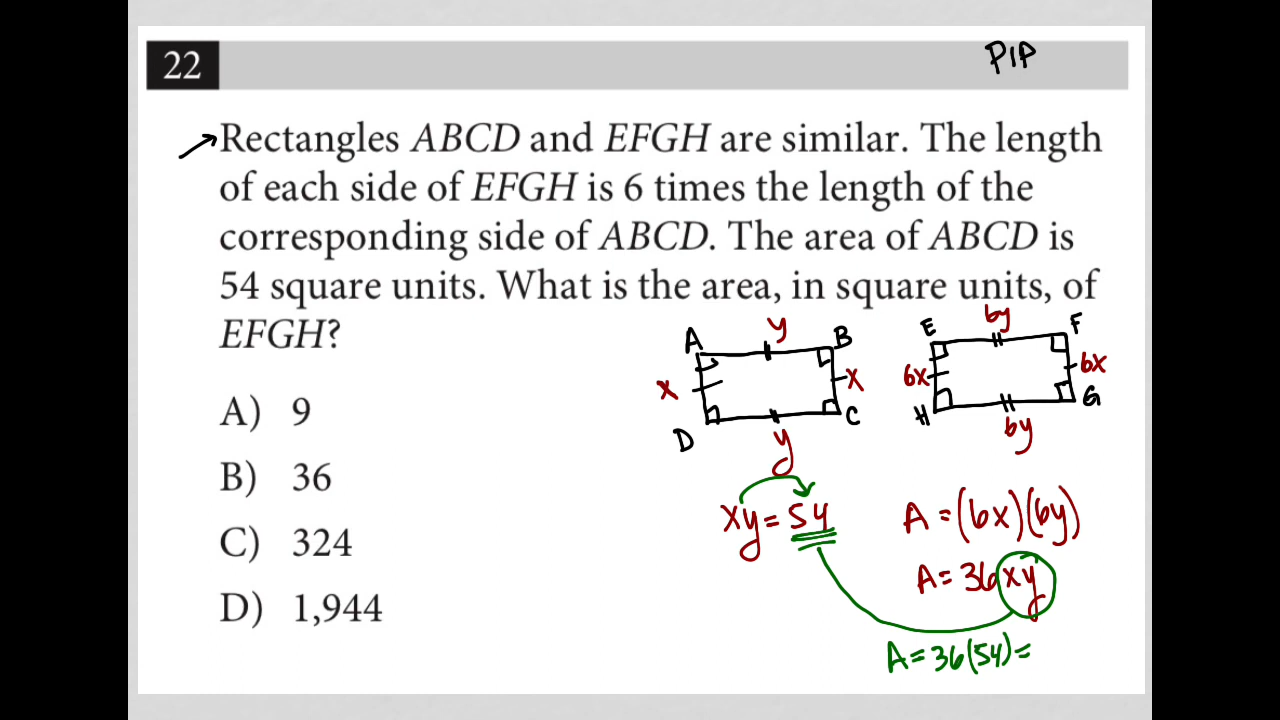 22
PIP
Rectangles ABCD and EFGH are similar. The length
of each side of EFGH is 6 times the length of the
corresponding side of ABCD. The area of ABCD is
54 square units. What is the area, in square units, of
EFGH?
A) 9
B) 36
C) 324
D) 1,944
A y B
x x
D y C
E 6y F
6x 6x
H 6y G
xy = 54
A = (6x)(6y)
A = 36xy
A = 36(54) =